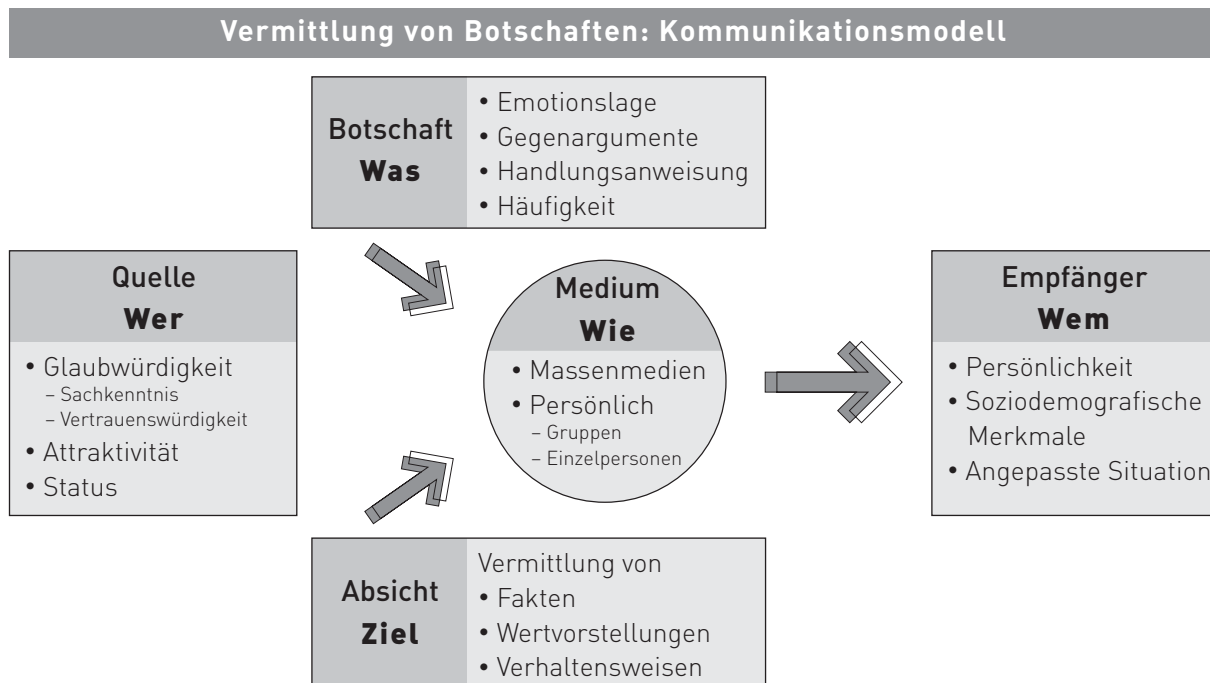 Vermittlung von Botschaften: Kommunikationsmodell
Botschaft
Was
• Emotionslage
• Gegenargumente
• Handlungsanweisung
• Häufigkeit
Quelle
Wer
• Glaubwürdigkeit
– Sachkenntnis
– Vertrauenswürdigkeit
• Attraktivität
• Status
Medium
Wie
• Massenmedien
• Persönlich
– Gruppen
– Einzelpersonen
Empfänger
Wem
• Persönlichkeit
• Soziodemografische
Merkmale
• Angepasste Situation
Absicht
Ziel
Vermittlung von
• Fakten
• Wertvorstellungen
• Verhaltensweisen